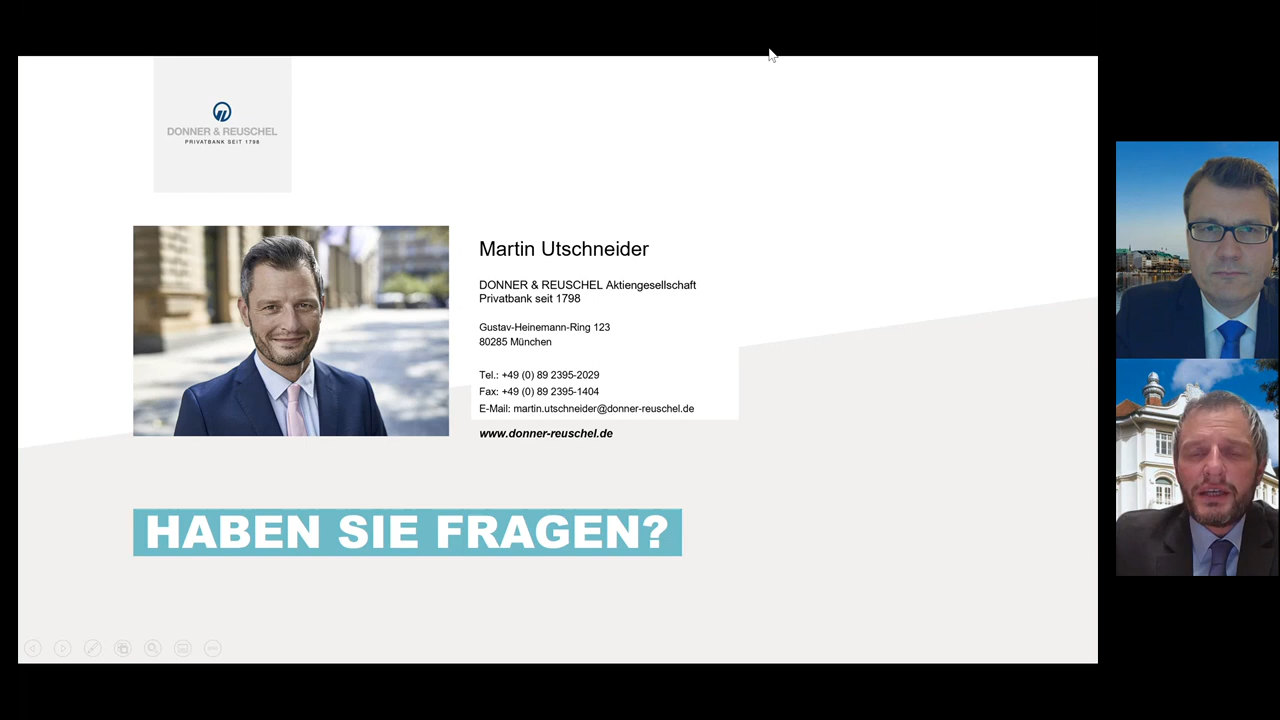 DONNER & REUSCHEL
PRIVATBANK SEIT 1798
Martin Utschneider
DONNER & REUSCHEL Aktiengesellschaft
Privatbank seit 1798
Gustav-Heinemann-Ring 123
80285 München
Tel.: +49 (0) 89 2395-2029
Fax: +49 (0) 89 2395-1404
E-Mail: martin.utschneider@donner-reuschel.de
www.donner-reuschel.de
HABEN SIE FRAGEN?